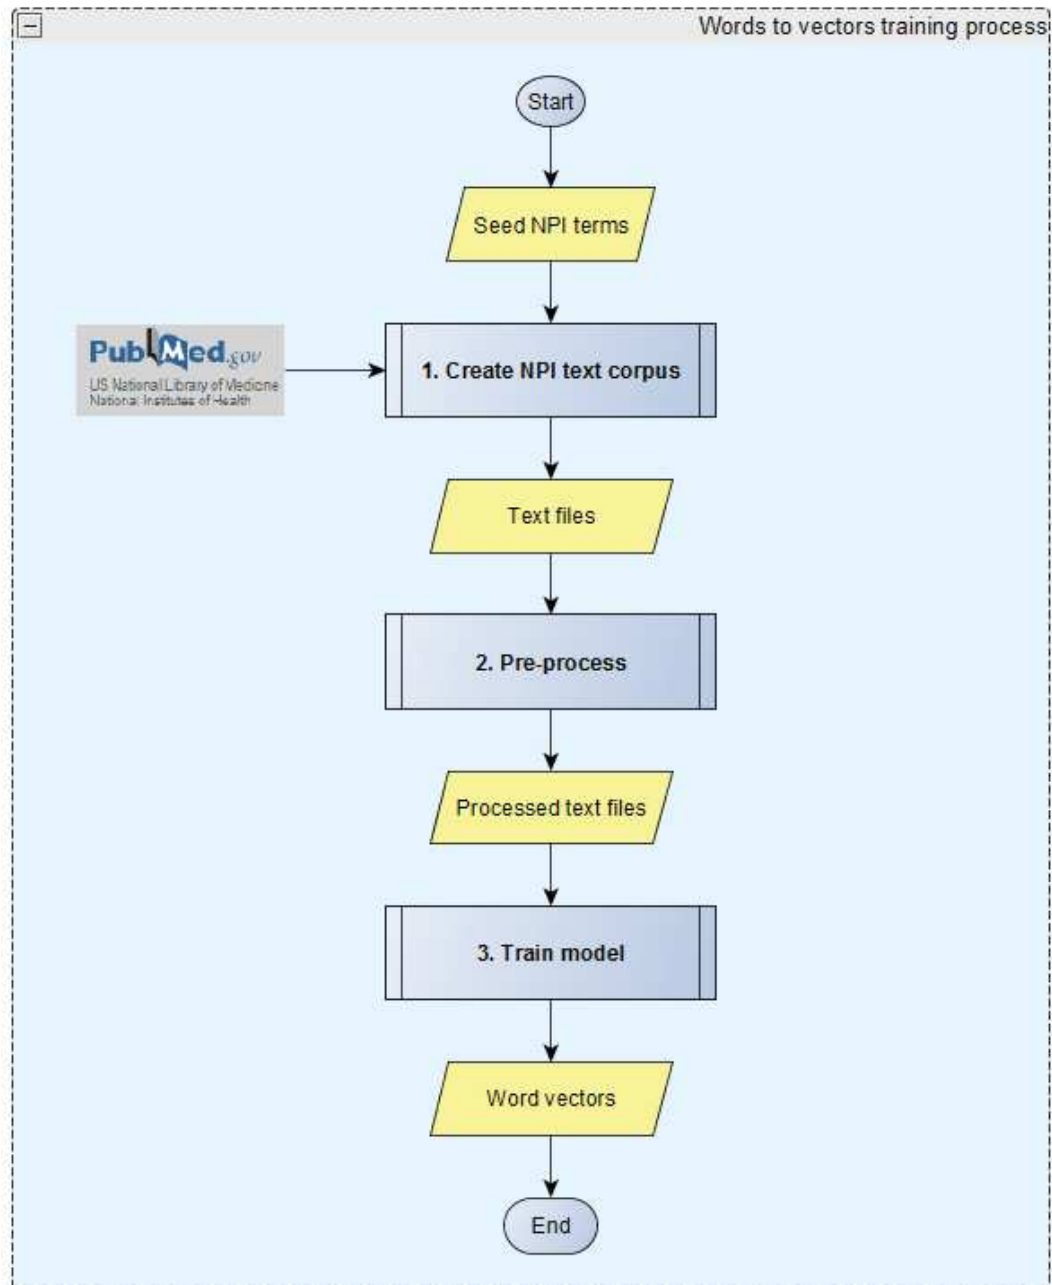 Words to vectors training process
Start
Seed NPI terms
PubMed.gov
US National Library of Medicine
National Institutes of Health
1. Create NPI text corpus
Text files
2. Pre-process
Processed text files
3. Train model
Word vectors
End